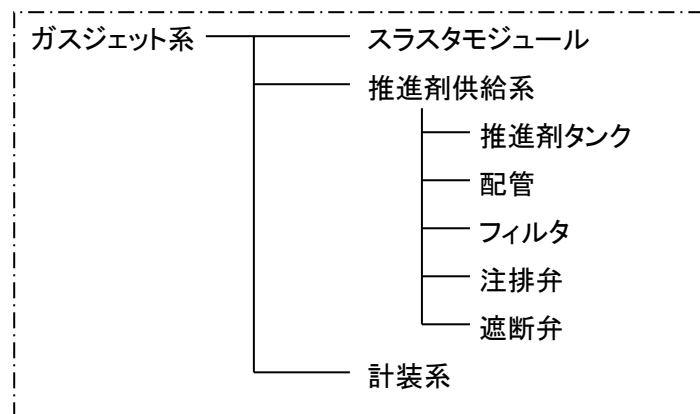 ガスジェット系
スラスタモジュール
推進剤供給系
推進剤タンク
配管
フィルタ
注排弁
遮断弁
計装系